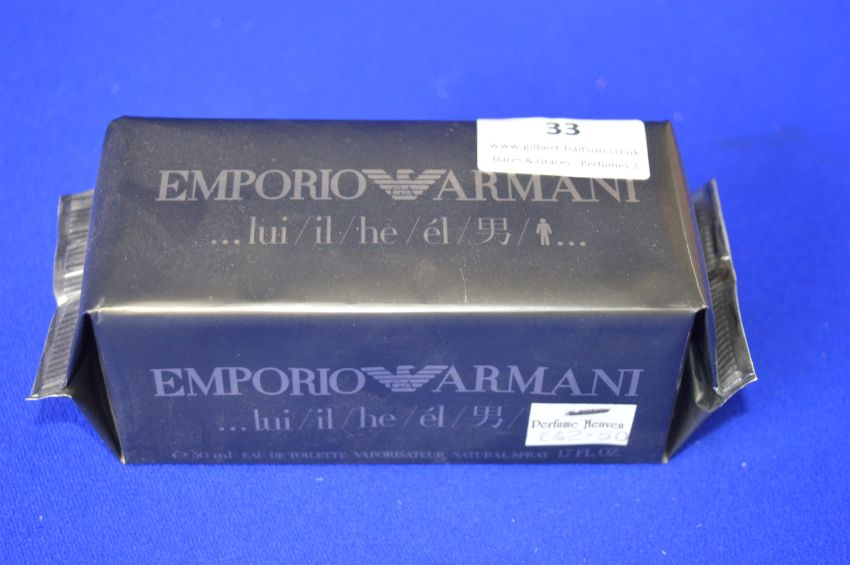 33
www.gilbert-baitson.co.uk
Hares & Graces - Perfumes 2
EMPORIO ARMANI
...lui/il/he/él/男/...
EMPORIO ARMANI
...lui/il/he/él/男/
Perfume Heaven
£42-50
℮ 50 ml EAU DE TOILETTE VAPORISATEUR NATURAL SPRAY 1.7 FL. OZ.